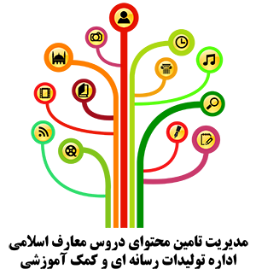 مدیریت تامین محتوای دروس معارف اسلامی
اداره تولیدات رسانه ای و کمک آموزشی